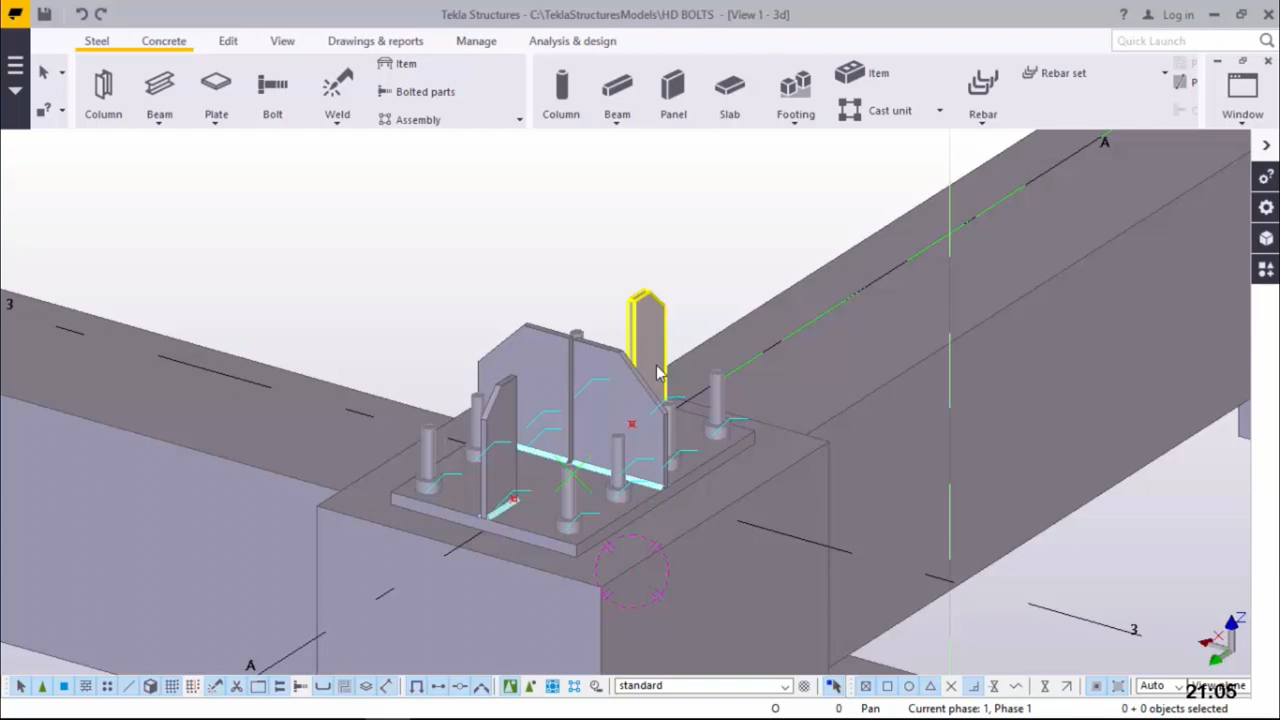 Tekla Structures - C:\TeklaStructuresModels\HD BOLTS - [View 1 - 3d]
? Log in
Steel Concrete Edit View Drawings & reports Manage Analysis & design Quick Launch
Item
Bolted parts
Assembly
Column Beam Plate Bolt Weld
Column Beam Panel Slab Footing
Item
Cast unit
Rebar
Rebar set
Window
A
3
3
A
Z
standard
Auto
21:05
O 0 Pan Current phase: 1, Phase 1 0 + 0 objects selected